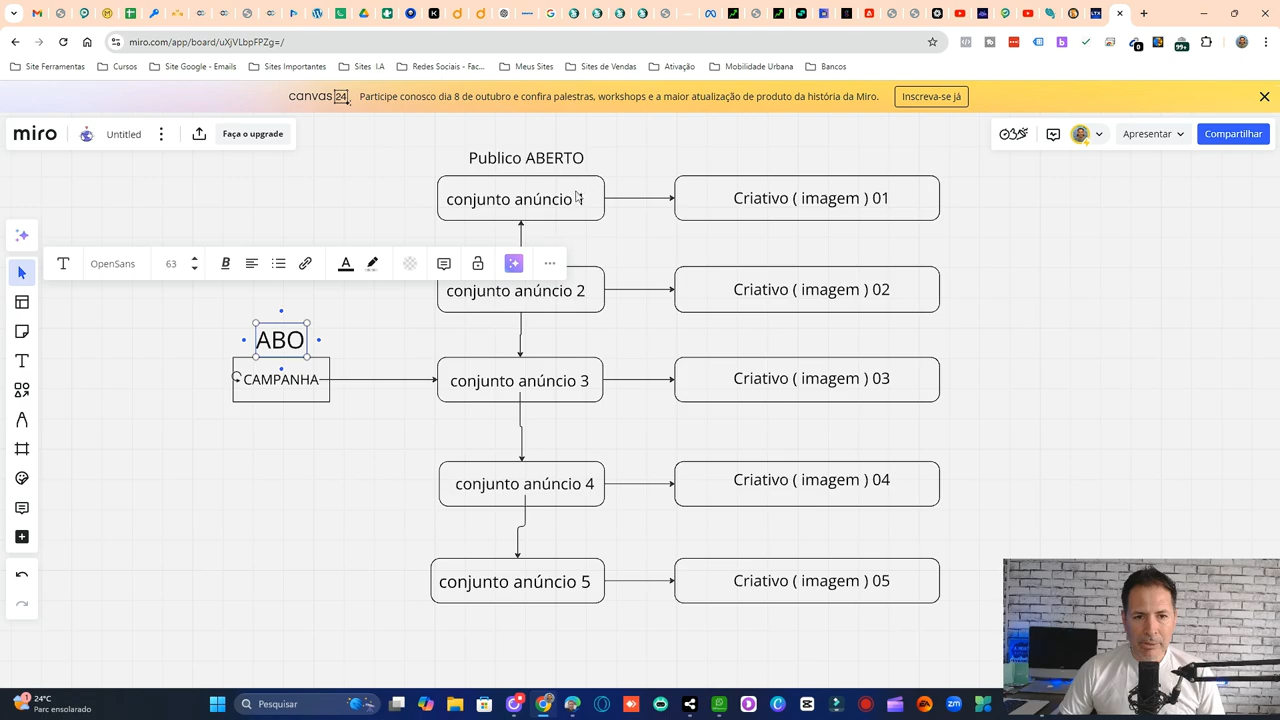 miro.com/app/board/uXjVLbpFPZg=/
Site Ferramentas
Cursos
Site Google - Emails
Sites Importantes
Sites I.A
Redes Sociais - Fac...
Meus Sites
Sites de Vendas
Ativação
Mobilidade Urbana
Bancos
canvas 24 Participe conosco dia 8 de outubro e confira palestras, workshops e a maior atualização de produto da história da Miro. Inscreva-se já
miro
Untitled
Faça o upgrade
Apresentar
Compartilhar
Publico ABERTO
conjunto anúncio
Criativo ( imagem ) 01
OpenSans
63
B
A
conjunto anúncio 2
Criativo ( imagem ) 02
ABO
CAMPANHA
conjunto anúncio 3
Criativo ( imagem ) 03
conjunto anúncio 4
Criativo ( imagem ) 04
conjunto anúncio 5
Criativo ( imagem ) 05
24°C
Parc ensolarado
Pesquisar